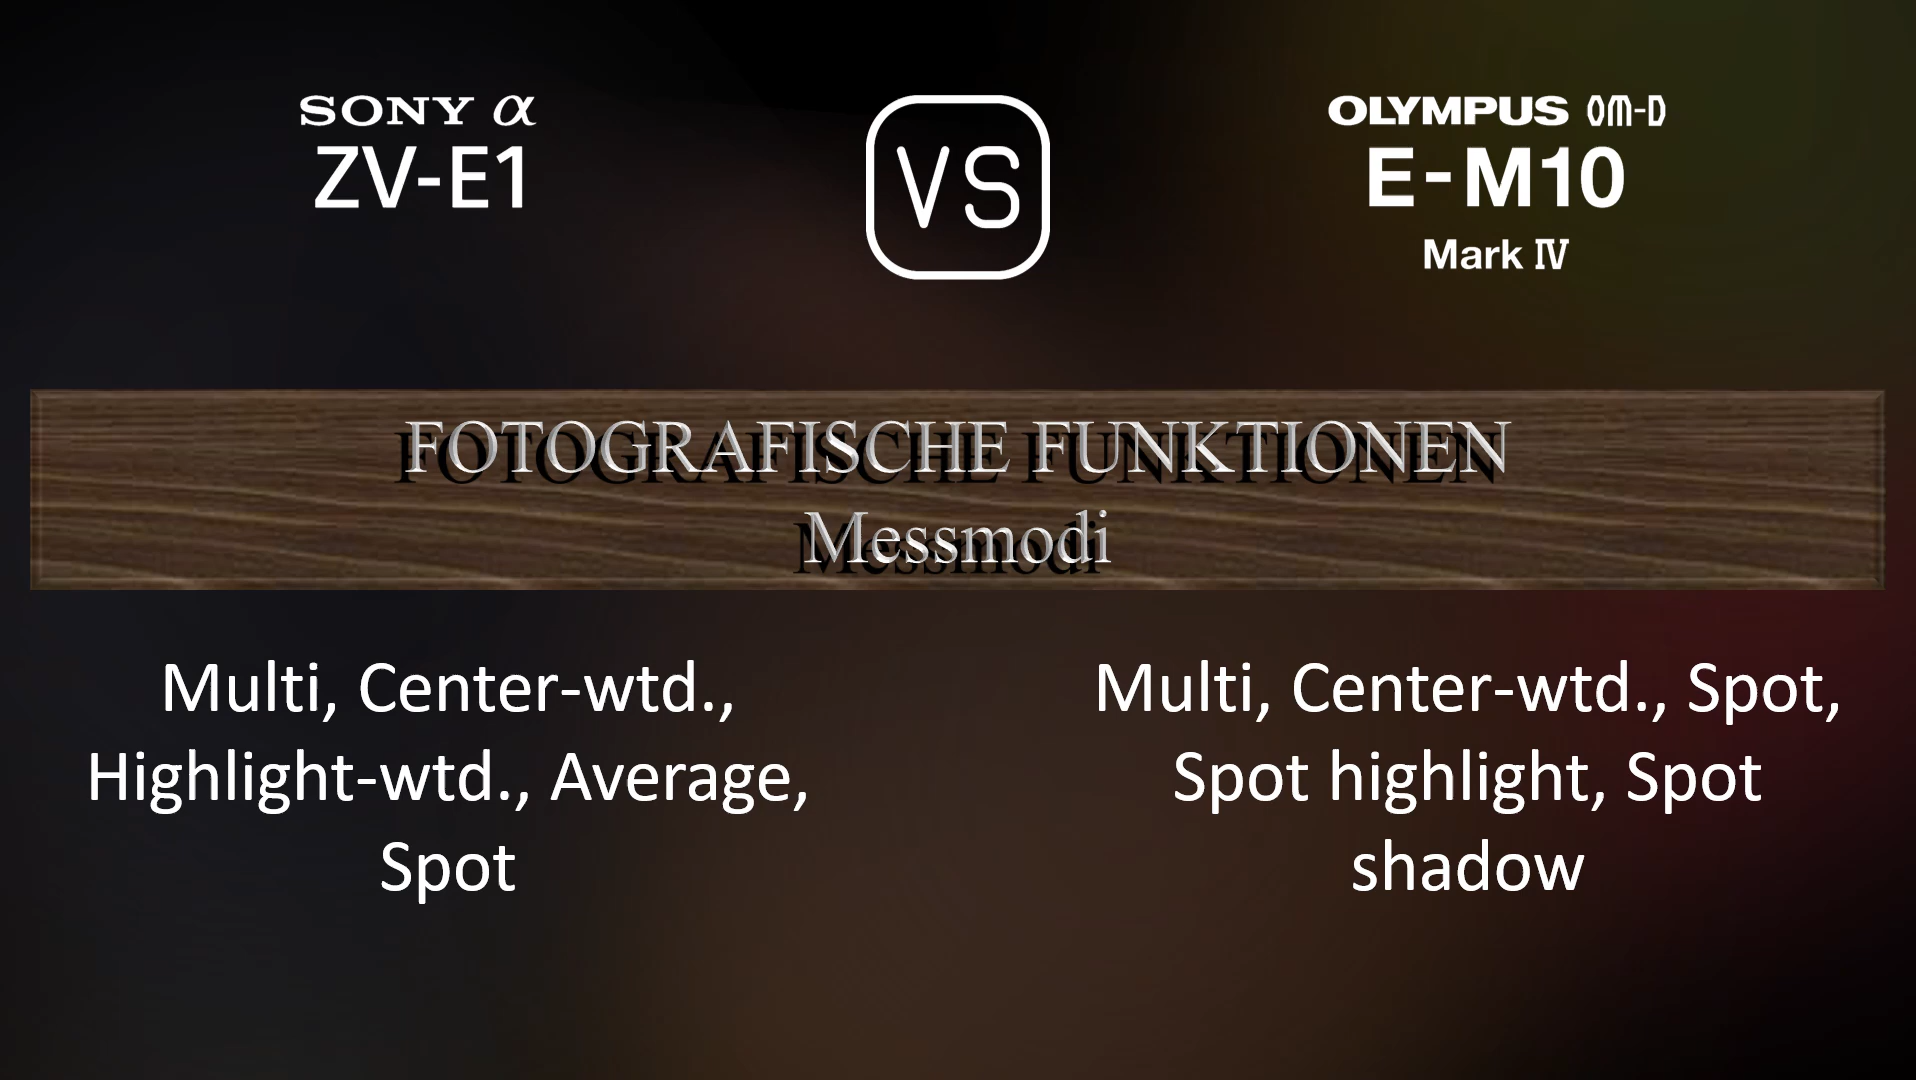 SONY α
ZV-E1
VS
OLYMPUS OM-D
E-M10
Mark IV
FOTOGRAFISCHE FUNKTIONEN
Messmodi
Multi, Center-wtd.,
Highlight-wtd., Average,
Spot
Multi, Center-wtd., Spot,
Spot highlight, Spot
shadow